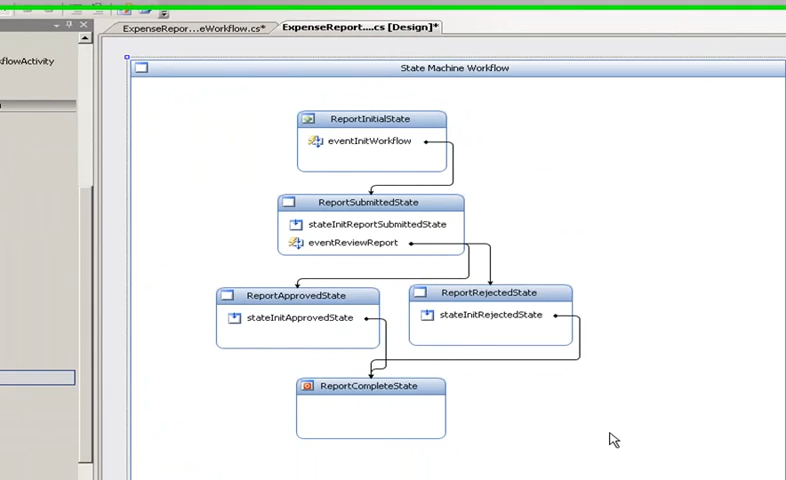 ExpenseRepor...eWorkflow.cs*
ExpenseReport....cs [Design]*
flowActivity
State Machine Workflow
ReportInitialState
eventInitWorkflow
ReportSubmittedState
stateInitReportSubmittedState
eventReviewReport
ReportApprovedState
stateInitApprovedState
ReportRejectedState
stateInitRejectedState
ReportCompleteState